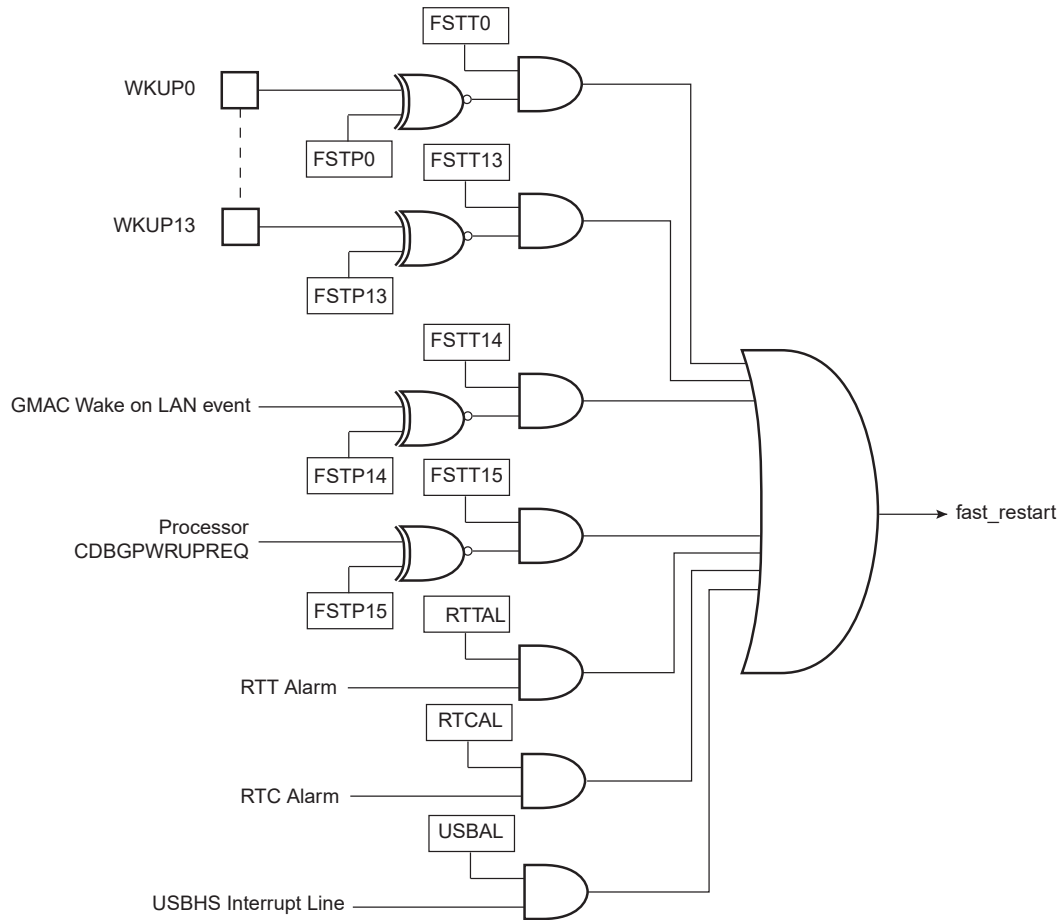 FSTT0
WKUP0
FSTP0
FSTT13
WKUP13
FSTP13
FSTT14
GMAC Wake on LAN event
FSTP14
FSTT15
Processor
CDBGPWRUPREQ
fast_restart
FSTP15
RTTAL
RTT Alarm
RTCAL
RTC Alarm
USBAL
USBHS Interrupt Line